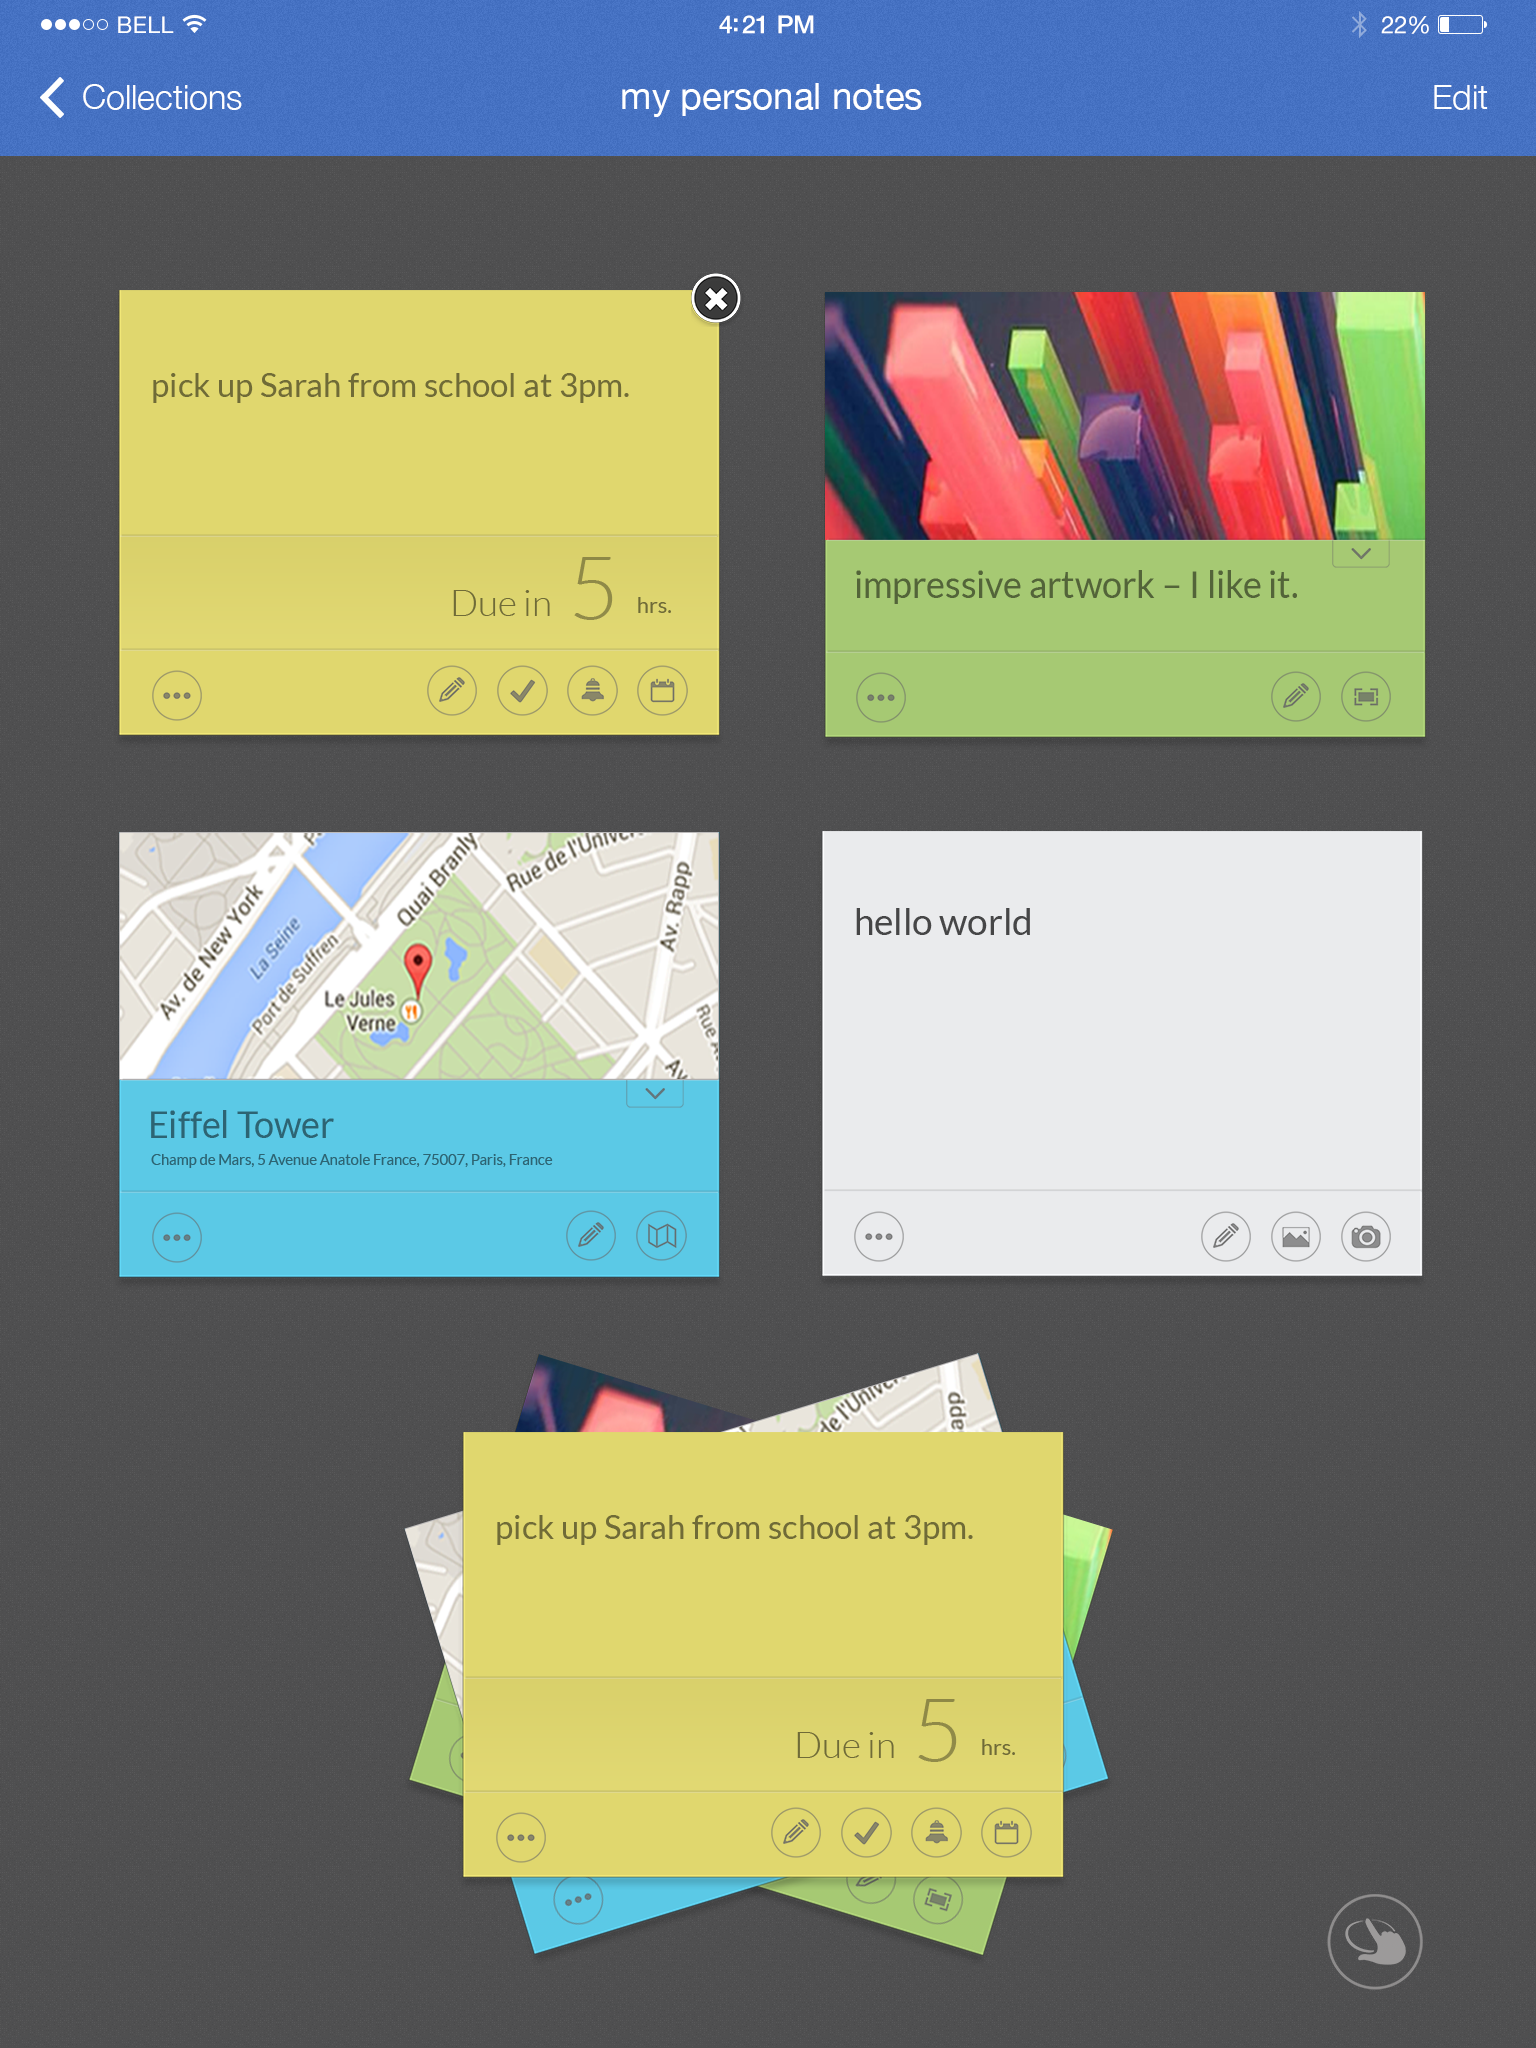 BELL 4:21 PM 22%
Collections my personal notes Edit
pick up Sarah from school at 3pm.
Due in 5 hrs.
impressive artwork – I like it.
Quai Branly
Rue de l'Univer
Av. Rapp
Av. de New York
La Seine
Port de Suffren
Le Jules
Verne
Rue
Av
Eiffel Tower
Champ de Mars, 5 Avenue Anatole France, 75007, Paris, France
hello world
de l'Univer
app
pick up Sarah from school at 3pm.
Due in 5 hrs.